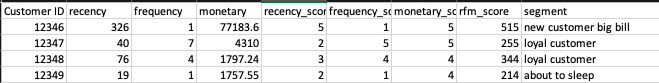 Customer ID recency frequency monetary recency_scor frequency_sc monetary_sc rfm_score segment
12346 326 1 77183.6 5 1 5 515 new customer big bill
12347 40 7 4310 2 5 5 255 loyal customer
12348 76 4 1797.24 3 4 4 344 loyal customer
12349 19 1 1757.55 2 1 4 214 about to sleep